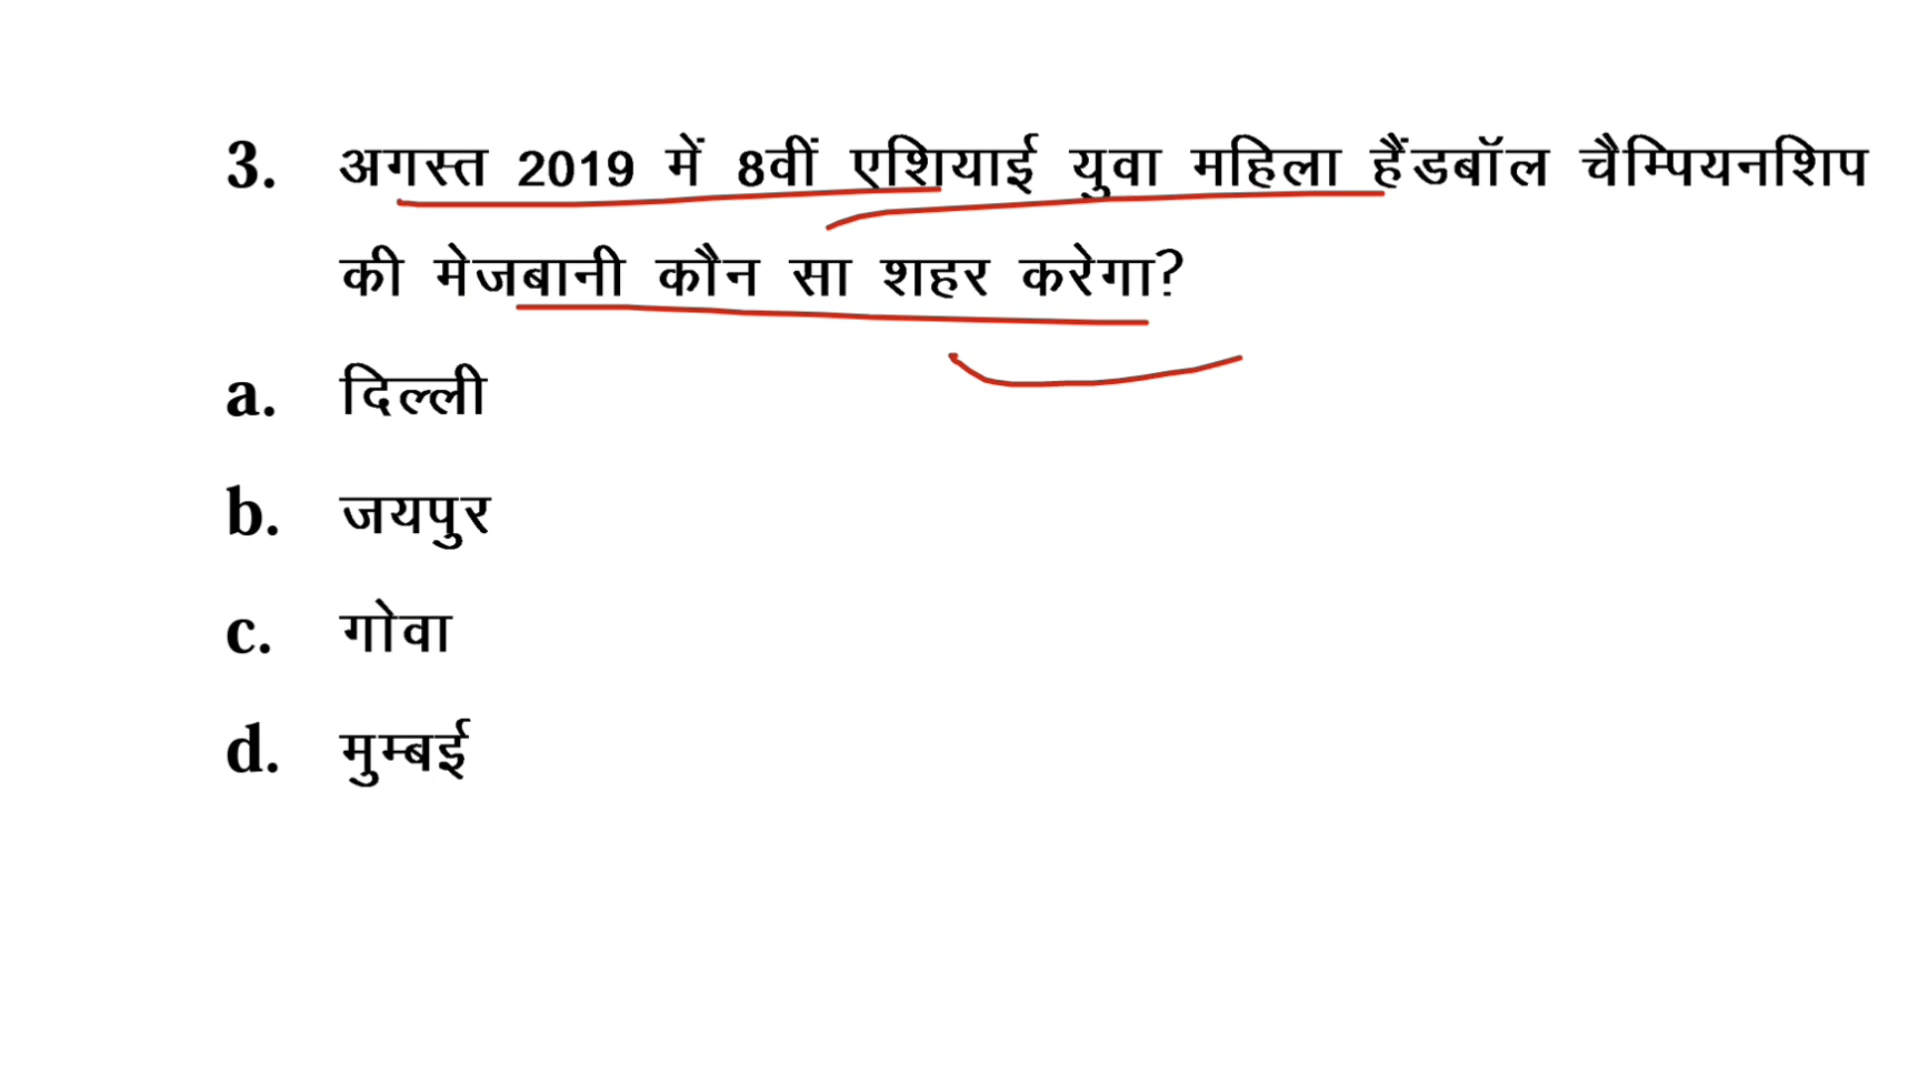 3. अगस्त 2019 में 8वीं एशियाई युवा महिला हैंडबॉल चैम्पियनशिप
की मेजबानी कौन सा शहर करेगा?
a. दिल्ली
b. जयपुर
c. गोवा
d. मुम्बई